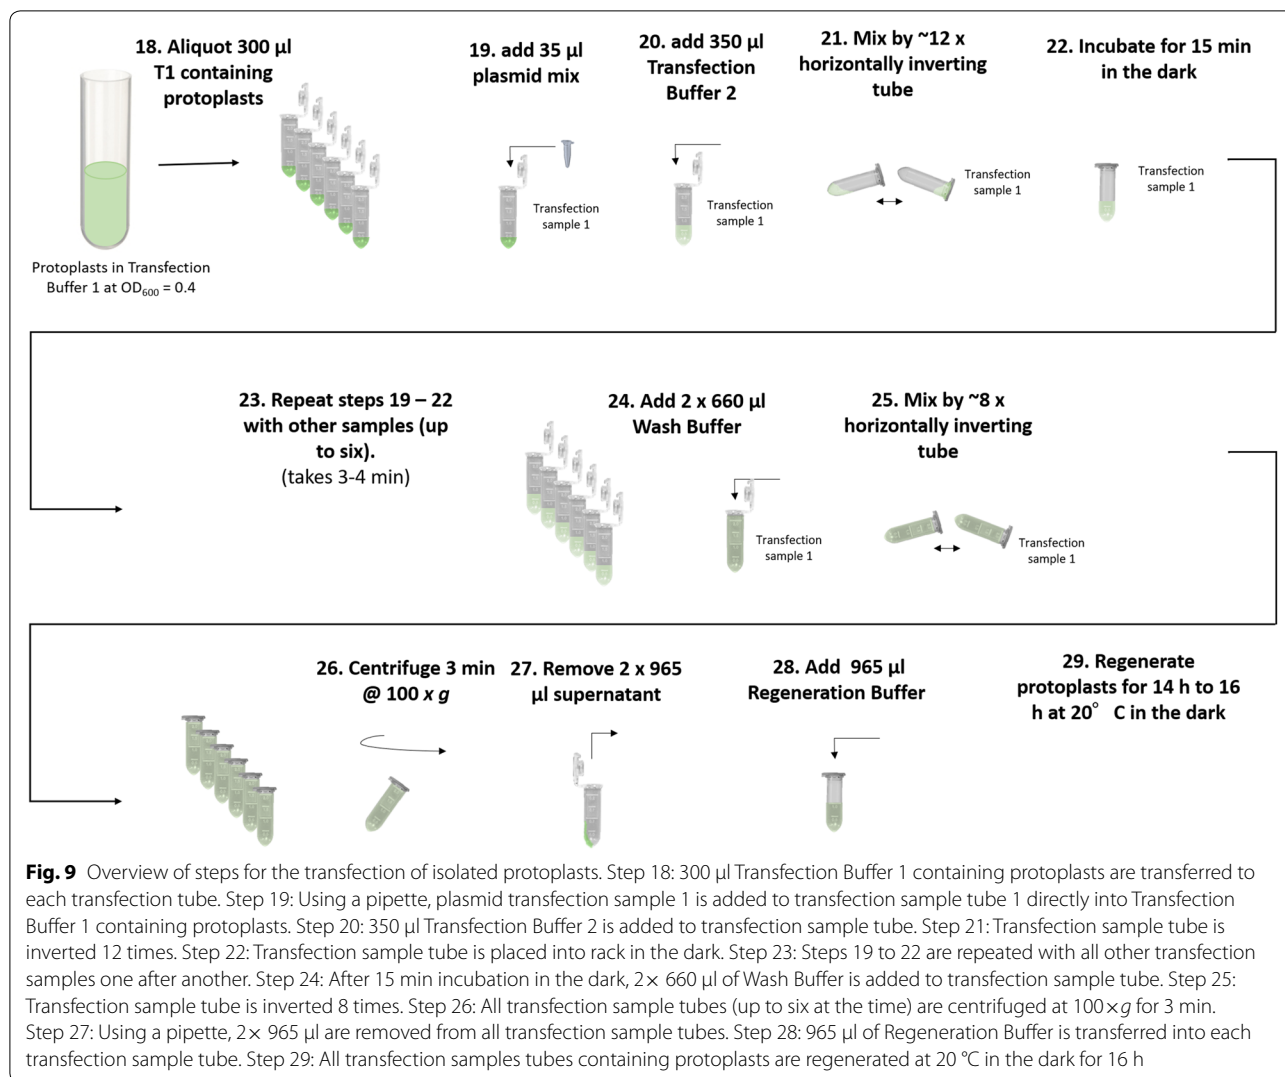 18. Aliquot 300 µl
T1 containing
protoplasts
Protoplasts in Transfection
Buffer 1 at OD600 = 0.4
19. add 35 µl
plasmid mix
Transfection
sample 1
20. add 350 µl
Transfection
Buffer 2
Transfection
sample 1
21. Mix by ~12 x
horizontally inverting
tube
Transfection
sample 1
22. Incubate for 15 min
in the dark
Transfection
sample 1
23. Repeat steps 19 – 22
with other samples (up
to six).
(takes 3-4 min)
24. Add 2 x 660 µl
Wash Buffer
Transfection
sample 1
25. Mix by ~8 x
horizontally inverting
tube
Transfection
sample 1
26. Centrifuge 3 min
@ 100 x g
27. Remove 2 x 965
µl supernatant
28. Add 965 µl
Regeneration Buffer
29. Regenerate
protoplasts for 14 h to 16
h at 20° C in the dark
Fig. 9 Overview of steps for the transfection of isolated protoplasts. Step 18: 300 µl Transfection Buffer 1 containing protoplasts are transferred to
each transfection tube. Step 19: Using a pipette, plasmid transfection sample 1 is added to transfection sample tube 1 directly into Transfection
Buffer 1 containing protoplasts. Step 20: 350 µl Transfection Buffer 2 is added to transfection sample tube. Step 21: Transfection sample tube is
inverted 12 times. Step 22: Transfection sample tube is placed into rack in the dark. Step 23: Steps 19 to 22 are repeated with all other transfection
samples one after another. Step 24: After 15 min incubation in the dark, 2× 660 µl of Wash Buffer is added to transfection sample tube. Step 25:
Transfection sample tube is inverted 8 times. Step 26: All transfection sample tubes (up to six at the time) are centrifuged at 100×g for 3 min.
Step 27: Using a pipette, 2× 965 µl are removed from all transfection sample tubes. Step 28: 965 µl of Regeneration Buffer is transferred into each
transfection sample tube. Step 29: All transfection samples tubes containing protoplasts are regenerated at 20 °C in the dark for 16 h